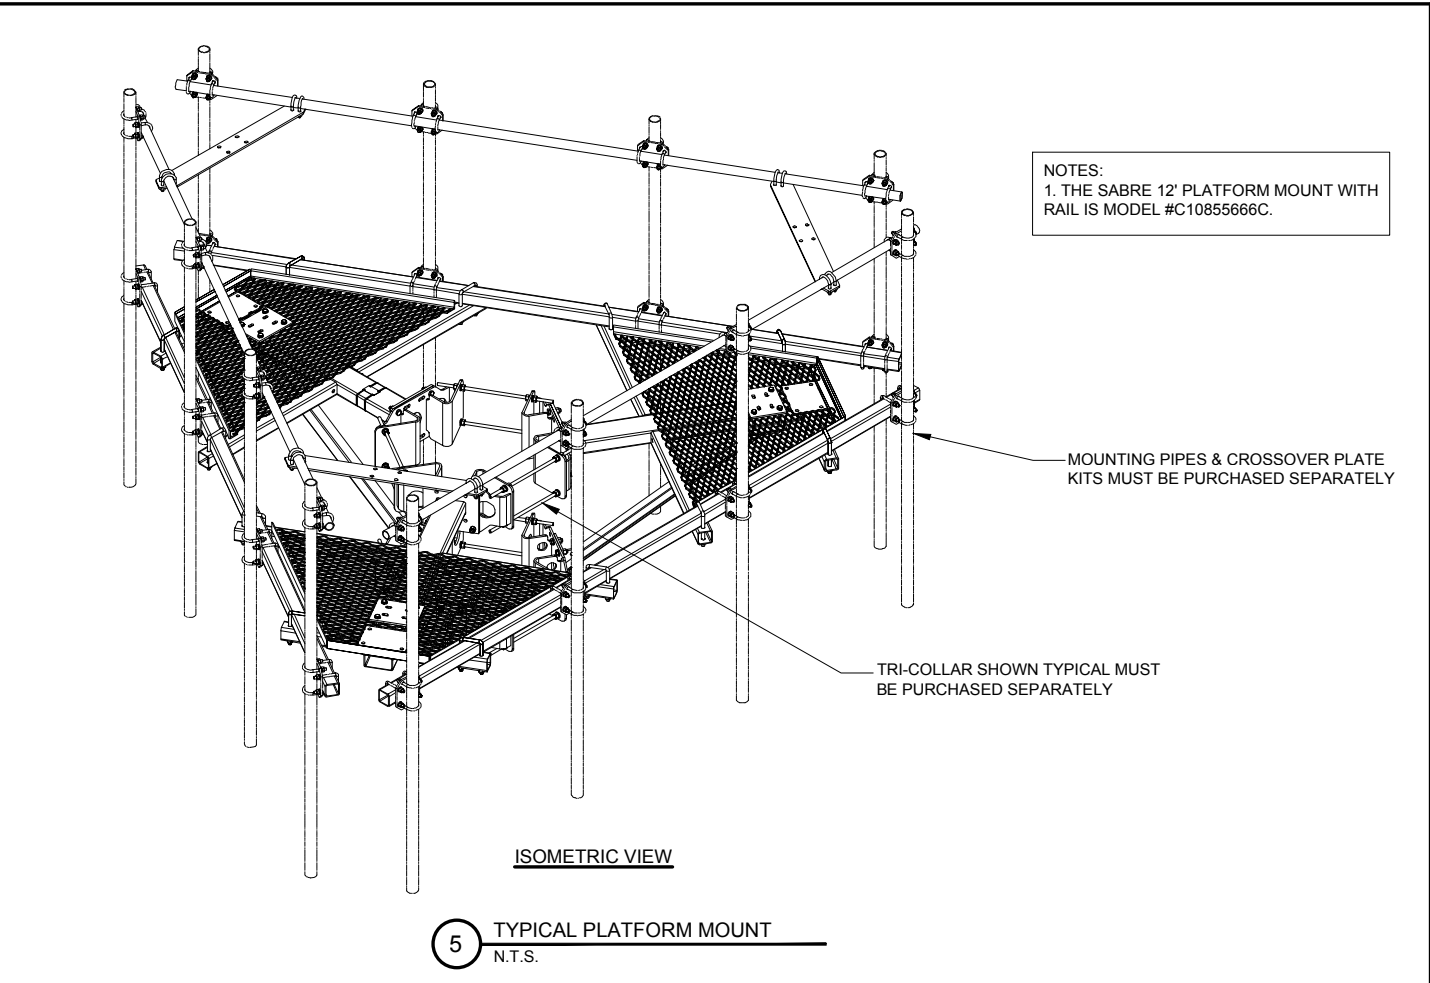 NOTES:
1. THE SABRE 12' PLATFORM MOUNT WITH
RAIL IS MODEL #C10855666C.
MOUNTING PIPES & CROSSOVER PLATE
KITS MUST BE PURCHASED SEPARATELY
TRI-COLLAR SHOWN TYPICAL MUST
BE PURCHASED SEPARATELY
ISOMETRIC VIEW
5 TYPICAL PLATFORM MOUNT
N.T.S.